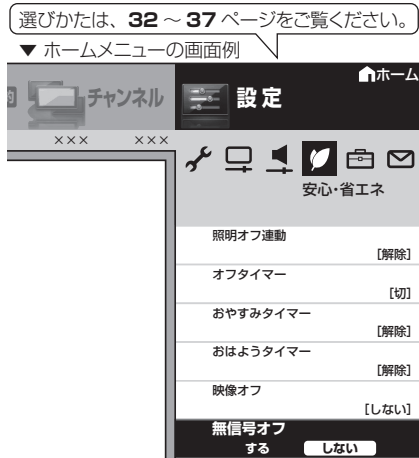 選びかたは、32～37ページをご覧ください。
▼ ホームメニューの画面例
ホーム
チャンネル
設定
××× ×××
安心・省エネ
照明オフ連動
[解除]
オフタイマー
[切]
おやすみタイマー
[解除]
おはようタイマー
[解除]
映像オフ
[しない]
無信号オフ
する しない